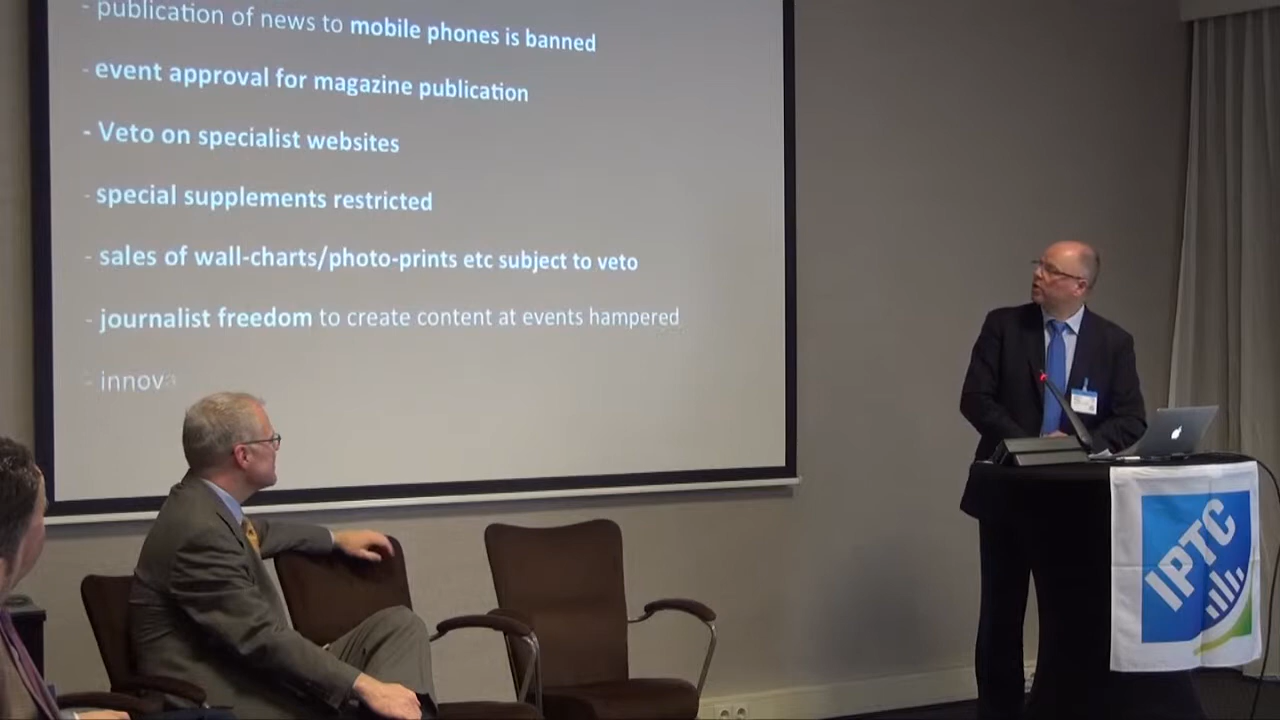 - publication of news to mobile phones is banned
- event approval for magazine publication
- Veto on specialist websites
- special supplements restricted
- sales of wall-charts/photo-prints etc subject to veto
- journalist freedom to create content at events hampered
- innova
IPTC